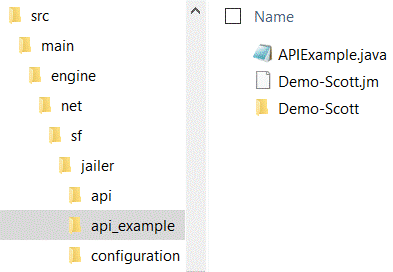 src
main
engine
net
sf
jailer
api
api_example
configuration
Name
APIExample.java
Demo-Scott.jm
Demo-Scott